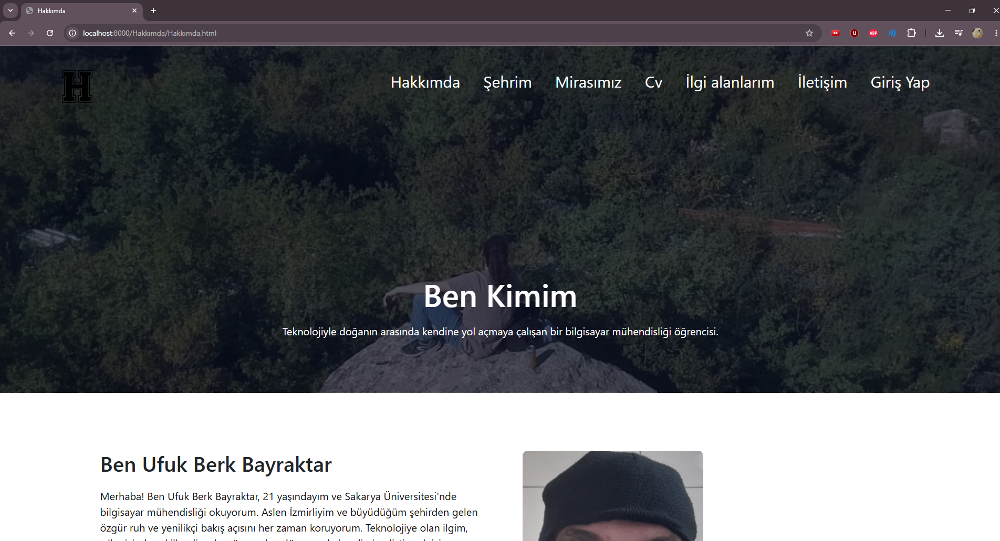 Hakkımda
localhost:8000/Hakkımda/Hakkımda.html
U
ABP
H
Hakkımda Şehrim Mirasımız Cv İlgi alanlarım İletişim Giriş Yap
Ben Kimim
Teknolojiyle doğanın arasında kendine yol açmaya çalışan bir bilgisayar mühendisliği öğrencisi.
Ben Ufuk Berk Bayraktar
Merhaba! Ben Ufuk Berk Bayraktar, 21 yaşındayım ve Sakarya Üniversitesi'nde
bilgisayar mühendisliği okuyorum. Aslen İzmirliyim ve büyüdüğüm şehirden gelen
özgür ruh ve yenilikçi bakış açısını her zaman koruyorum. Teknolojiye olan ilgim,